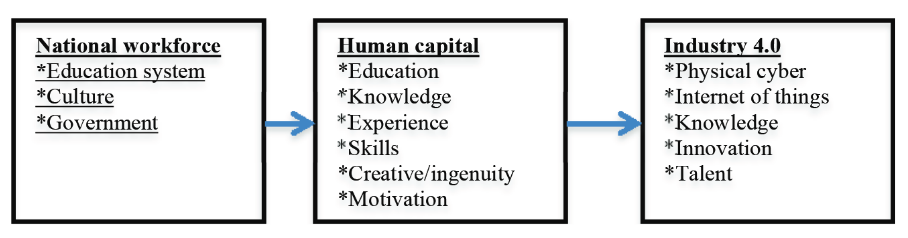 National workforce
*Education system
*Culture
*Government
Human capital
*Education
*Knowledge
*Experience
*Skills
*Creative/ingenuity
*Motivation
Industry 4.0
*Physical cyber
*Internet of things
*Knowledge
*Innovation
*Talent